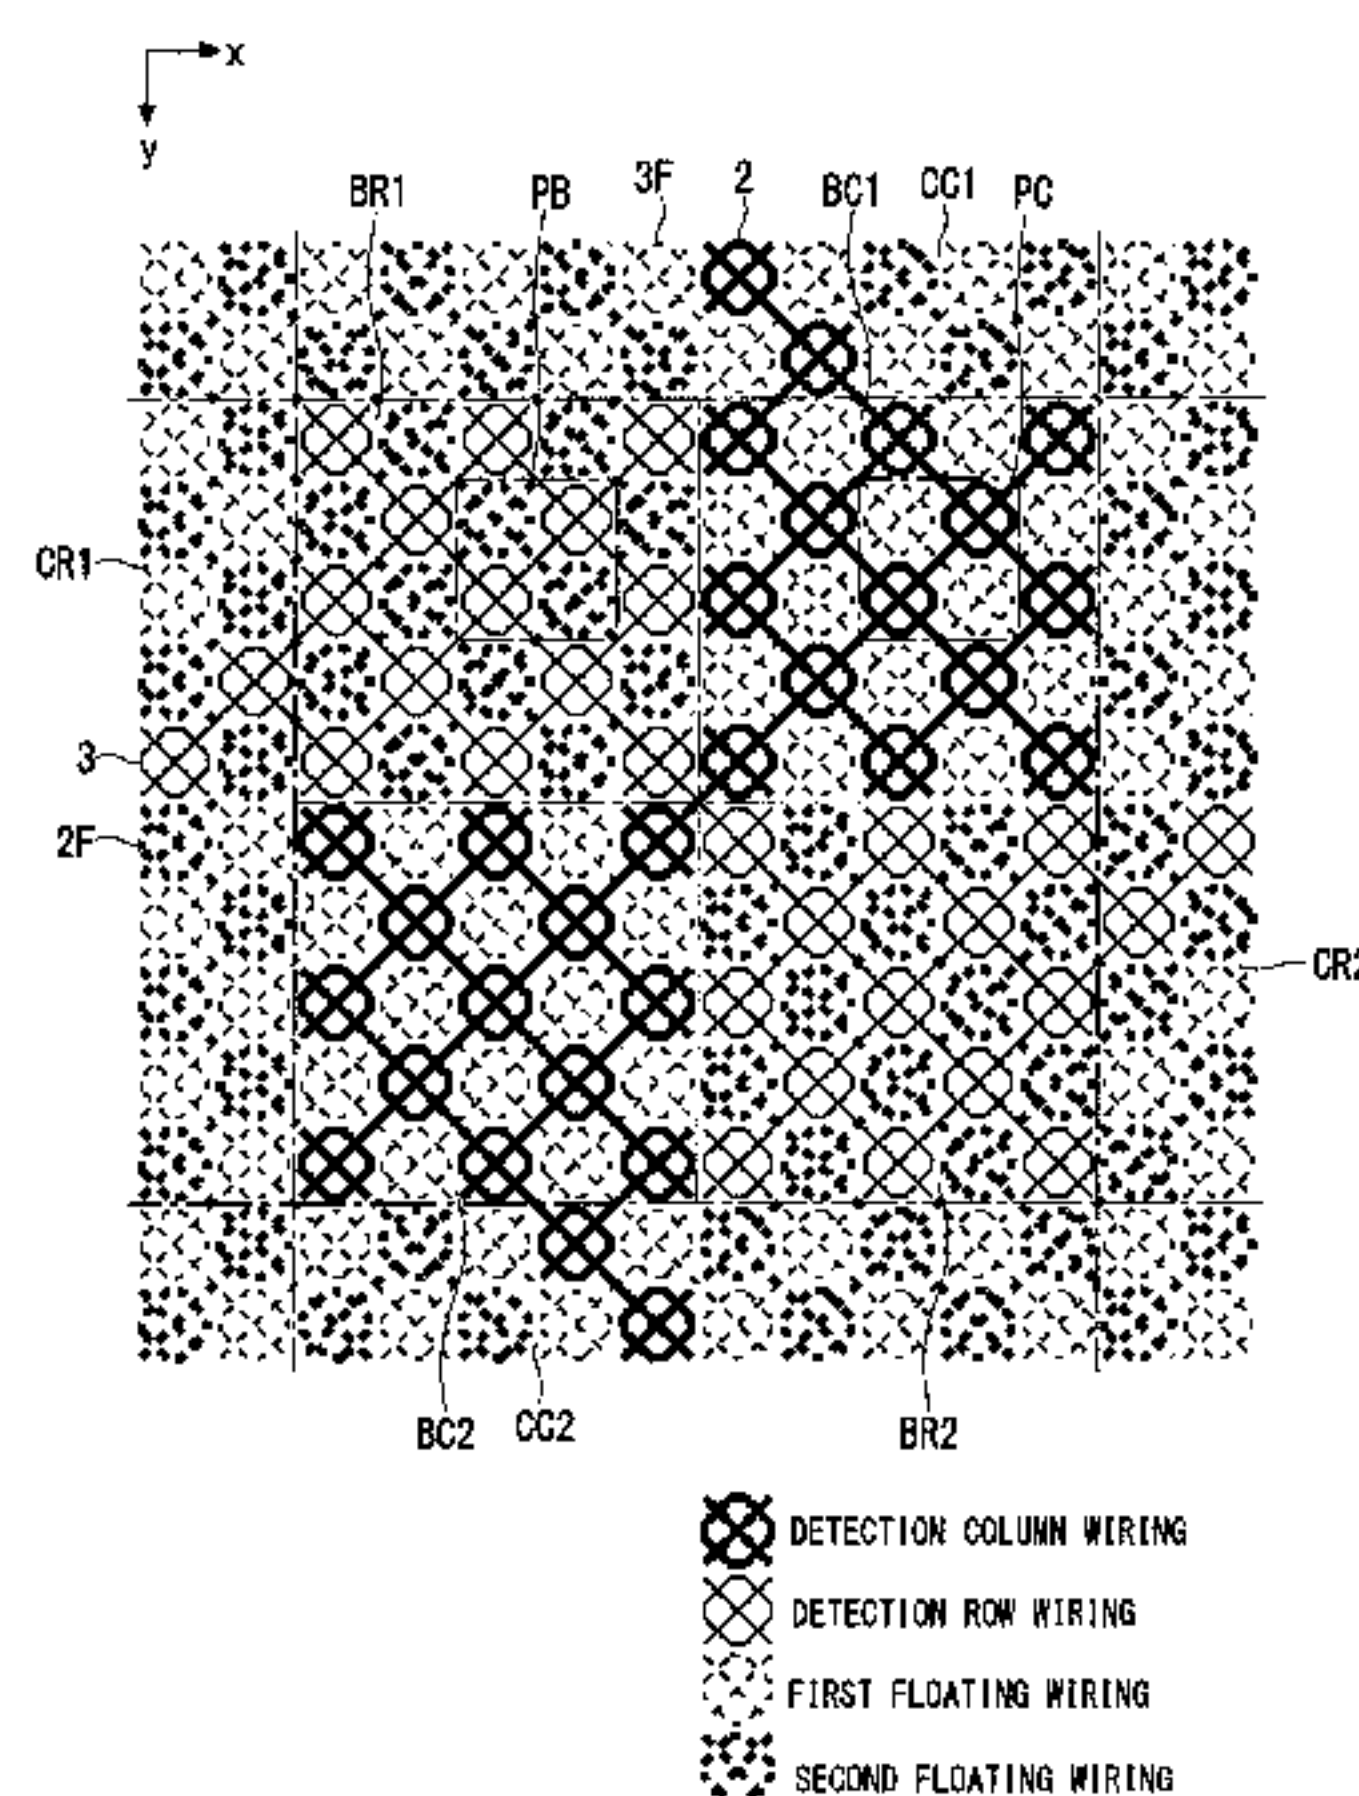 x
y
BR1 PB 3F 2 BC1 CC1 PC
CR1
3
2F
CR2
BC2 CC2 BR2
DETECTION COLUMN WIRING
DETECTION ROW WIRING
FIRST FLOATING WIRING
SECOND FLOATING WIRING